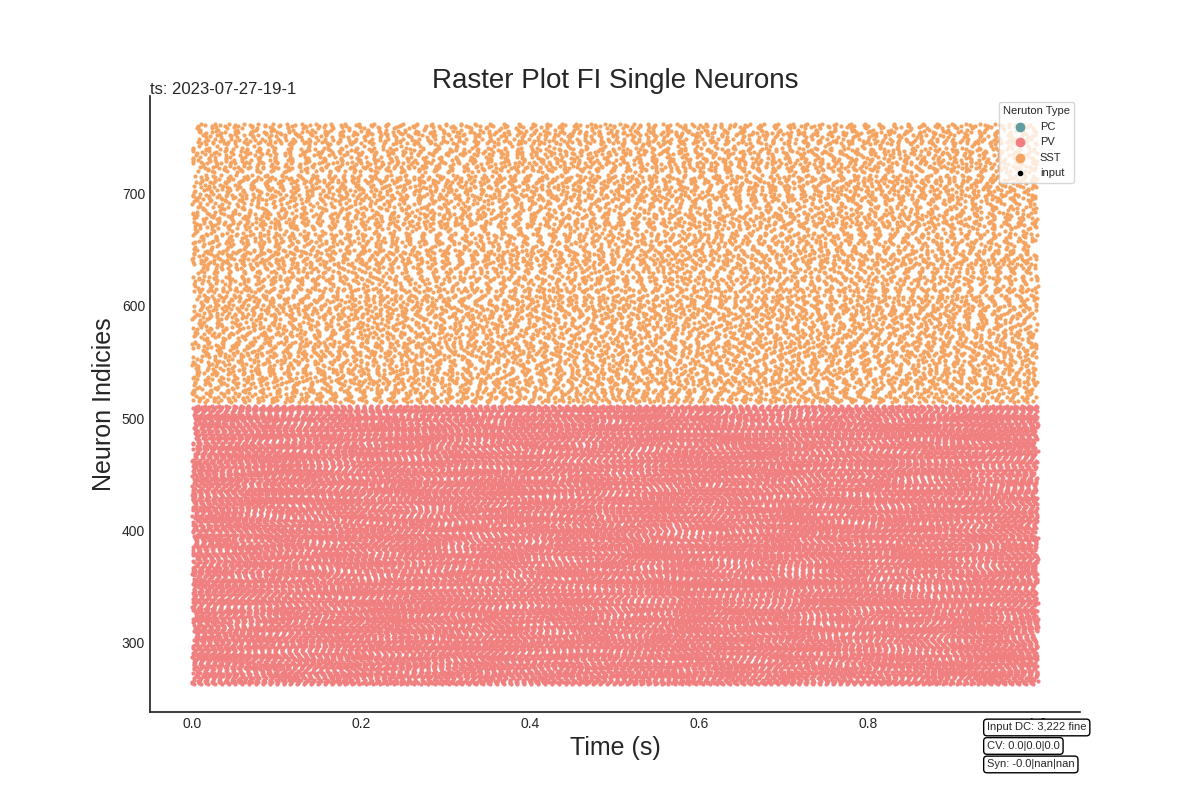 Raster Plot FI Single Neurons
ts: 2023-07-27-19-1
Neruton Type
PC
PV
SST
input
Neuron Indicies
700
600
500
400
300
0.0
0.2
0.4
0.6
0.8
Time (s)
Input DC: 3,222 fine
CV: 0.0|0.0|0.0
Syn: -0.0|nan|nan